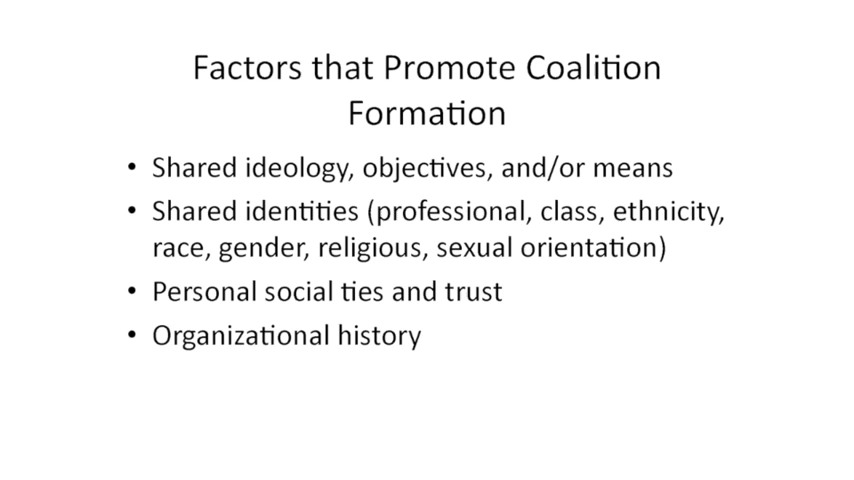 Factors that Promote Coalition
Formation
• Shared ideology, objectives, and/or means
• Shared identities (professional, class, ethnicity,
race, gender, religious, sexual orientation)
• Personal social ties and trust
• Organizational history